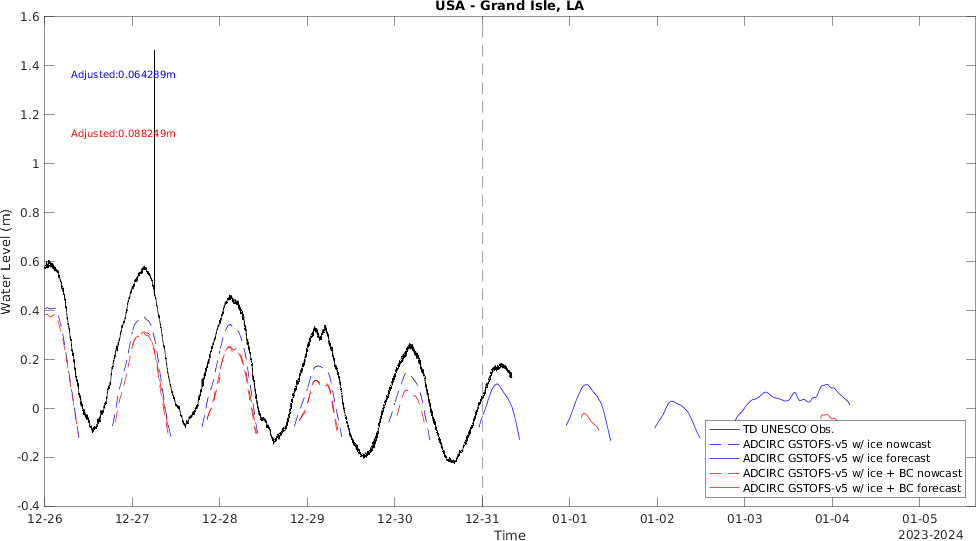 USA - Grand Isle, LA
1.6
1.4
1.2
1
0.8
0.6
0.4
0.2
0
-0.2
-0.4
Water Level (m)
Adjusted:0.064289m
Adjusted:0.088249m
TD UNESCO Obs.
ADCIRC GSTOFS-v5 w/ ice nowcast
ADCIRC GSTOFS-v5 w/ ice forecast
ADCIRC GSTOFS-v5 w/ ice + BC nowcast
ADCIRC GSTOFS-v5 w/ ice + BC forecast
12-26 12-27 12-28 12-29 12-30 12-31 01-01 01-02 01-03 01-04 01-05
Time
2023-2024